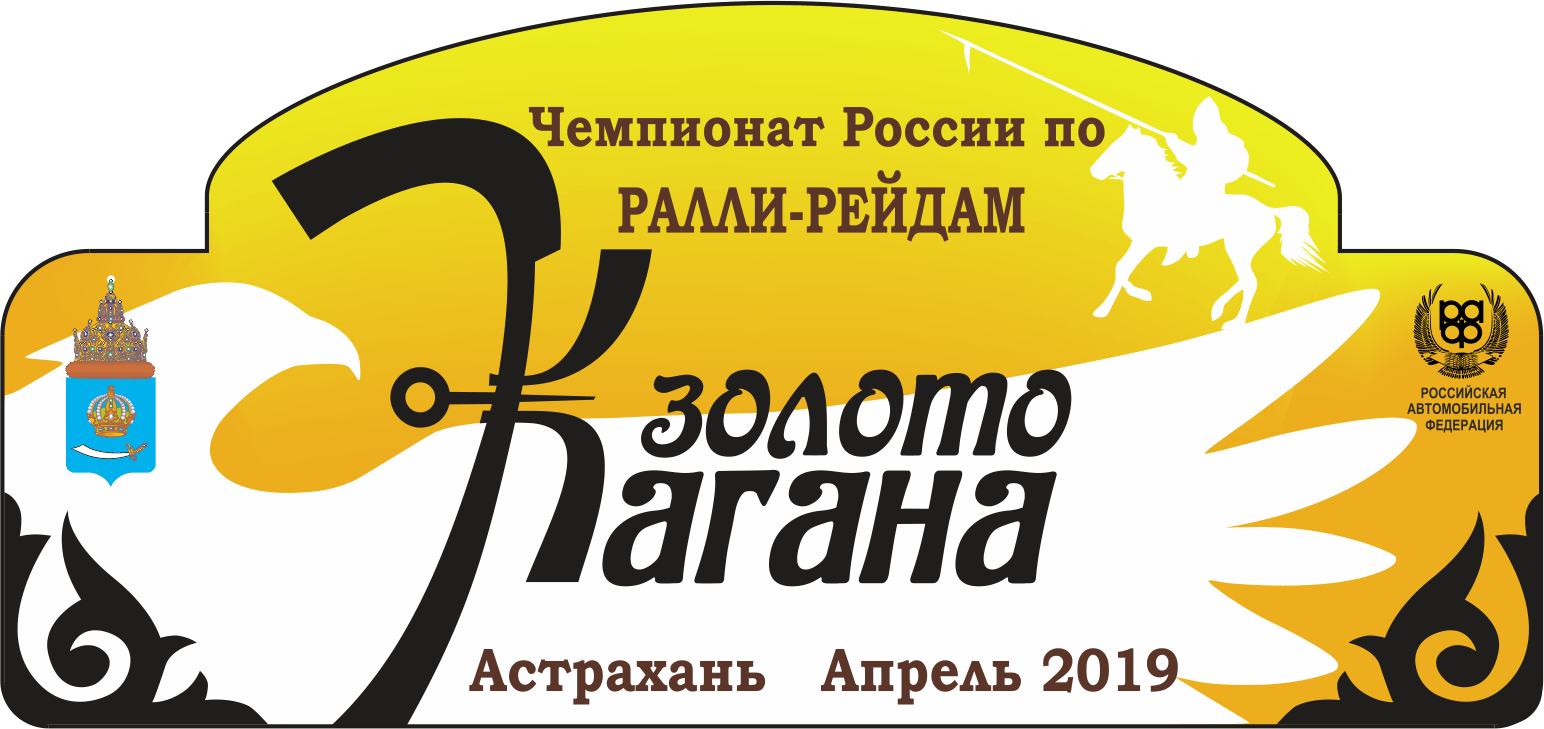 Чемпионат России по
РАЛЛИ-РЕЙДАМ
золото
Кагана
РОССИЙСКАЯ
АВТОМОБИЛЬНАЯ
ФЕДЕРАЦИЯ
Астрахань Апрель 2019